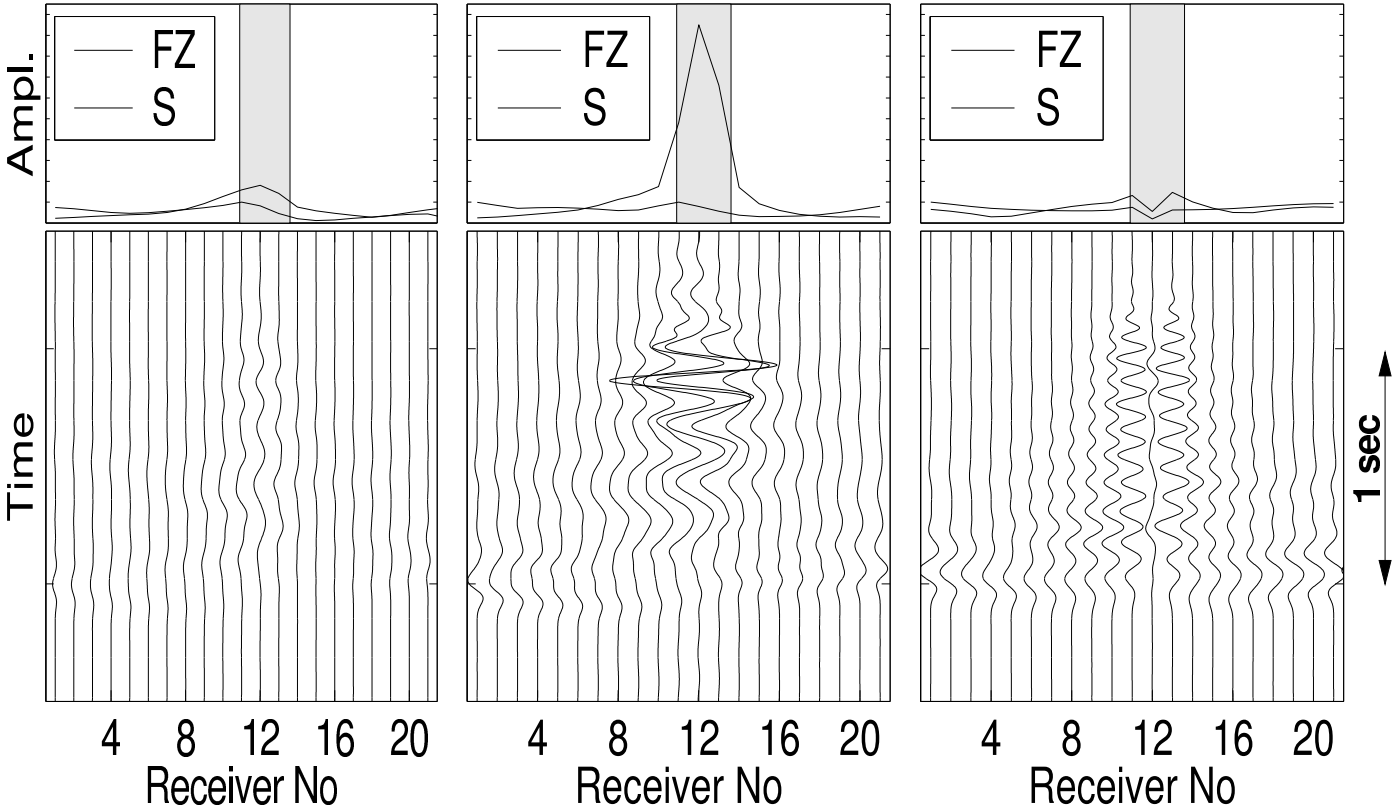 Ampl.
FZ
S
FZ
S
FZ
S
Time
1 sec
4 8 12 16 20
4 8 12 16 20
4 8 12 16 20
Receiver No
Receiver No
Receiver No